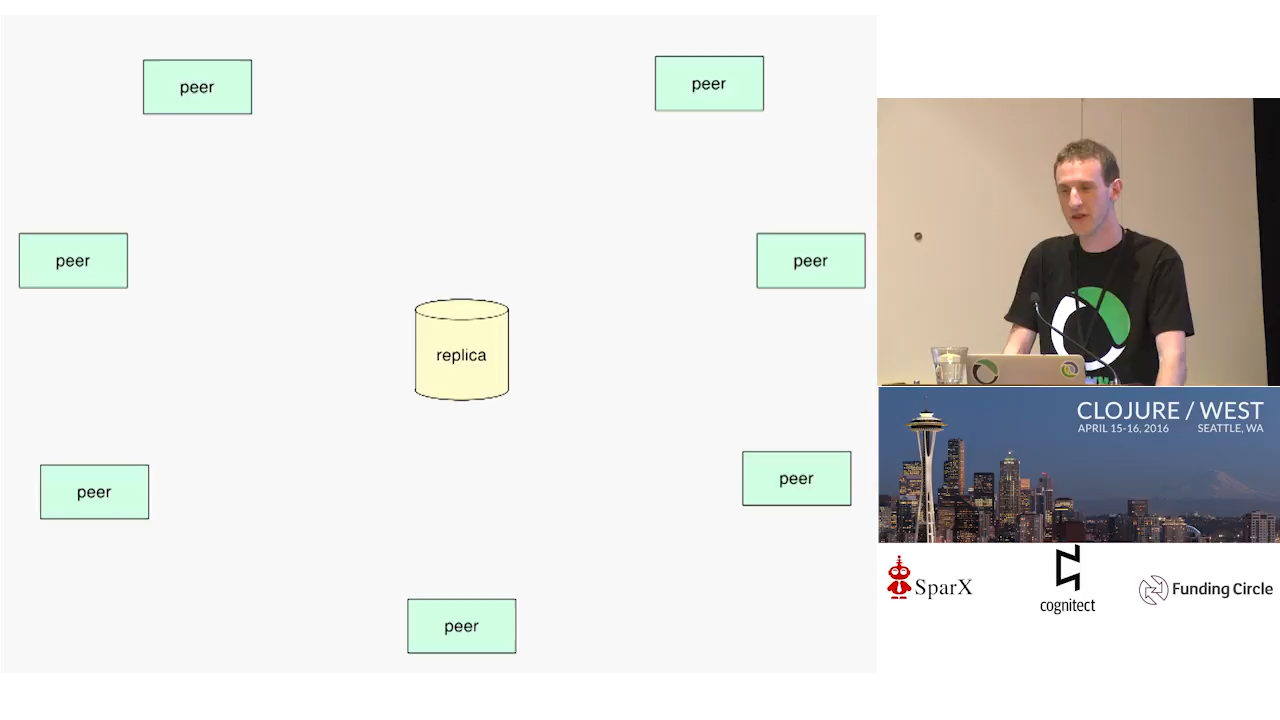 peer
peer
peer
peer
replica
peer
peer
peer
CLOJURE / WEST
APRIL 15-16, 2016 SEATTLE, WA
SparX
cognitect
Funding Circle